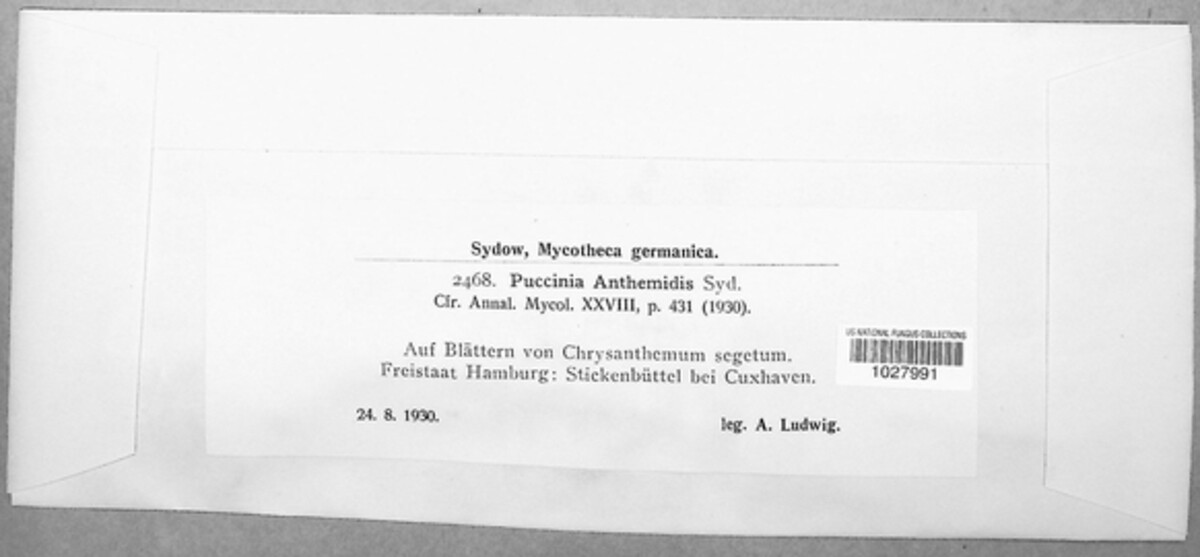 Sydow, Mycotheca germanica.
2468. Puccinia Anthemidis Syd.
Cfr. Annal. Mycol. XXVIII, p. 431 (1930).
Auf Blättern von Chrysanthemum segetum.
Freistaat Hamburg: Stickenbüttel bei Cuxhaven.
24. 8. 1930.
leg. A. Ludwig.
US NATIONAL FUNGUS COLLECTIONS
1027991